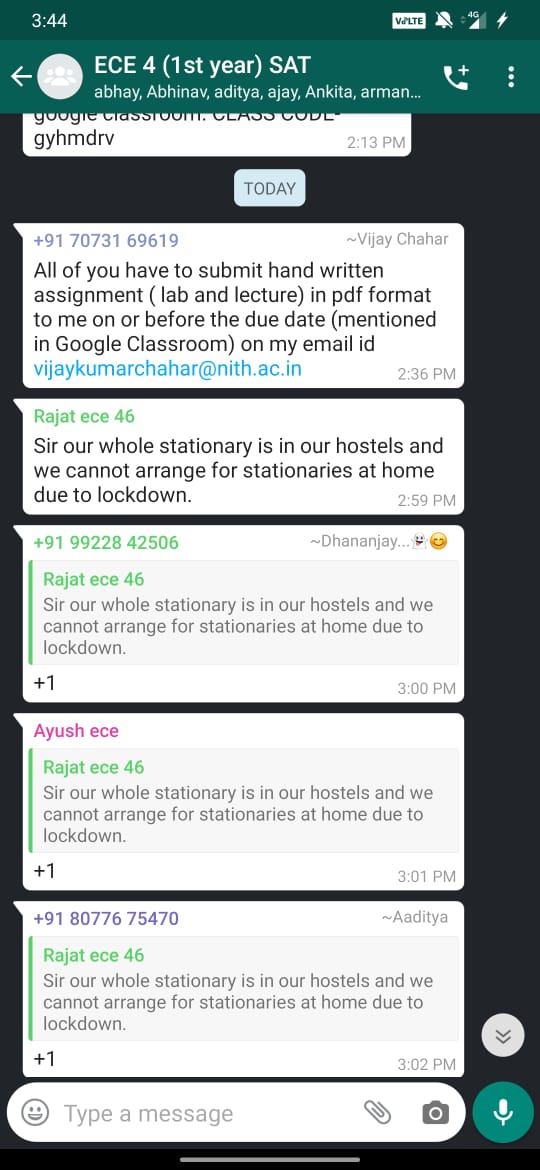 3:44
VoLTE
4G
ECE 4 (1st year) SAT
abhay, Abhinav, aditya, ajay, Ankita, arman...
google classroom. CLASS CODE-
gyhmdrv
2:13 PM
TODAY
+91 70731 69619
~Vijay Chahar
All of you have to submit hand written
assignment ( lab and lecture) in pdf format
to me on or before the due date (mentioned
in Google Classroom) on my email id
vijaykumarchahar@nith.ac.in
2:36 PM
Rajat ece 46
Sir our whole stationary is in our hostels and
we cannot arrange for stationaries at home
due to lockdown.
2:59 PM
+91 99228 42506
~Dhananjay...👻😊
Rajat ece 46
Sir our whole stationary is in our hostels and we
cannot arrange for stationaries at home due to
lockdown.
+1
3:00 PM
Ayush ece
Rajat ece 46
Sir our whole stationary is in our hostels and we
cannot arrange for stationaries at home due to
lockdown.
+1
3:01 PM
+91 80776 75470
~Aaditya
Rajat ece 46
Sir our whole stationary is in our hostels and we
cannot arrange for stationaries at home due to
lockdown.
+1
3:02 PM
Type a message